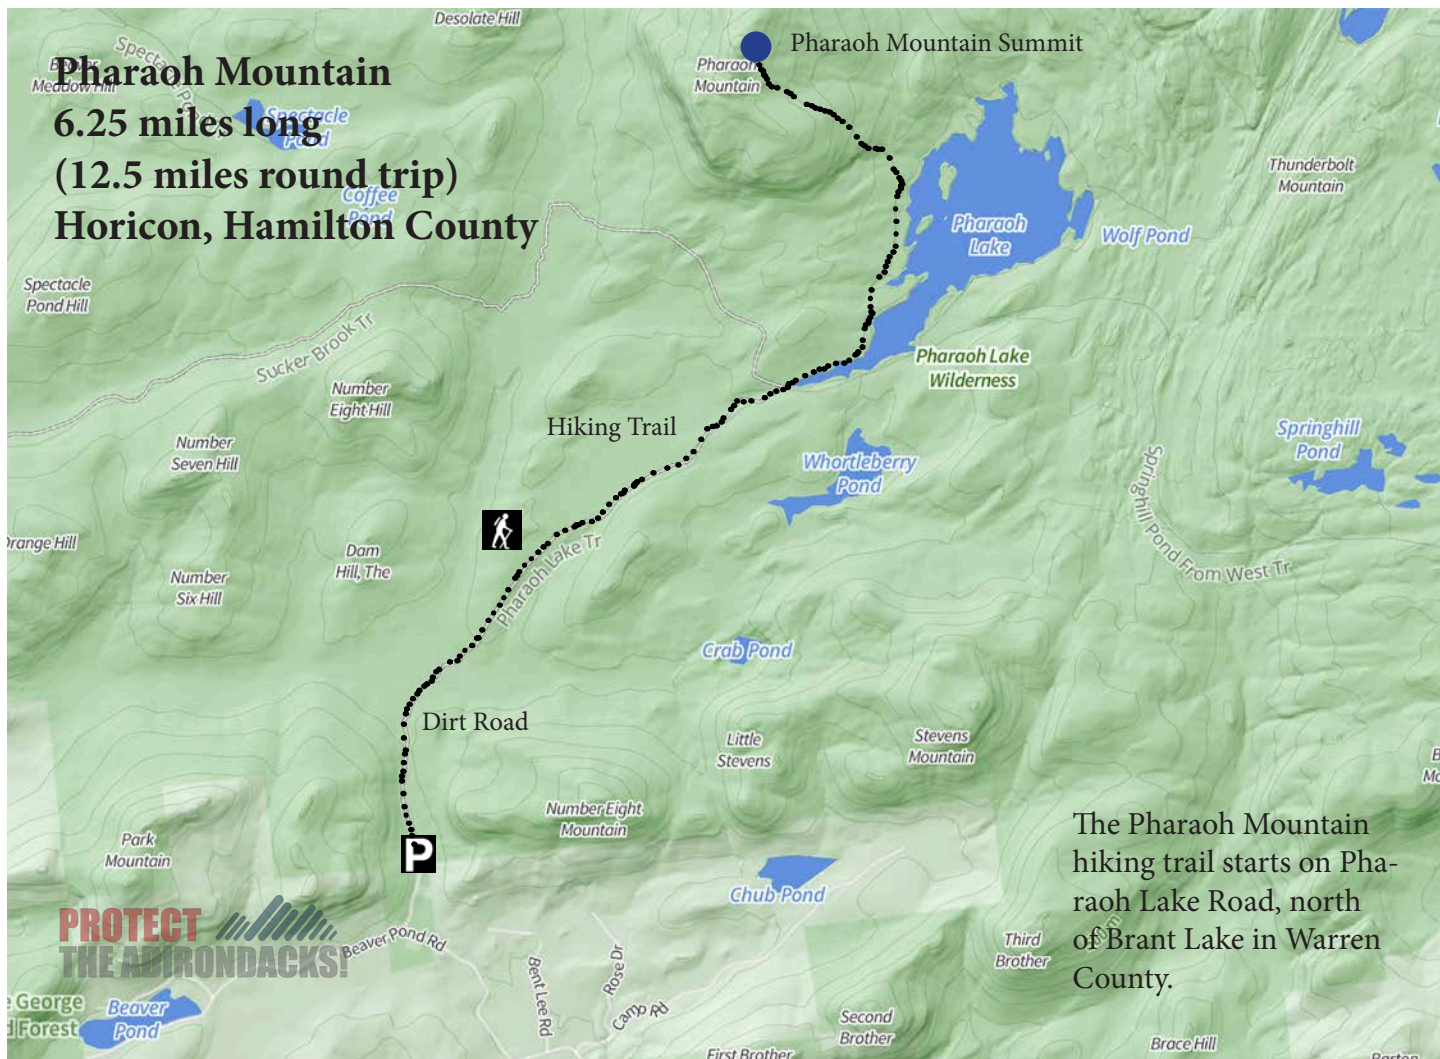 Desolate Hill
Pharaoh Mountain Summit
Pharaoh Mountain
6.25 miles long
(12.5 miles round trip)
Horicon, Hamilton County
Beaver
Meadow Hill
Spectacle
Pond
Coffee
Pond
Pharaoh
Mountain
Thunderbolt
Mountain
Pharaoh
Lake
Wolf Pond
Spectacle
Pond Hill
Sucker Brook Tr
Pharaoh Lake
Wilderness
Number
Eight Hill
Hiking Trail
Number
Seven Hill
Whortleberry
Pond
Springhill
Pond
Springhill Pond From West Tr
Orange Hill
Dam
Hill, The
Number
Six Hill
Pharaoh Lake Tr
Crab Pond
Dirt Road
Little
Stevens
Stevens
Mountain
Number Eight
Mountain
Park
Mountain
P
Chub Pond
The Pharaoh Mountain
hiking trail starts on Pha-
raoh Lake Road, north
of Brant Lake in Warren
County.
PROTECT
THE ADIRONDACKS!
Beaver Pond Rd
Bent Lee Rd
Rose Dr
Camp Rd
Third
Brother
e George
d Forest
Beaver
Pond
Second
Brother
First Brother
Brace Hill